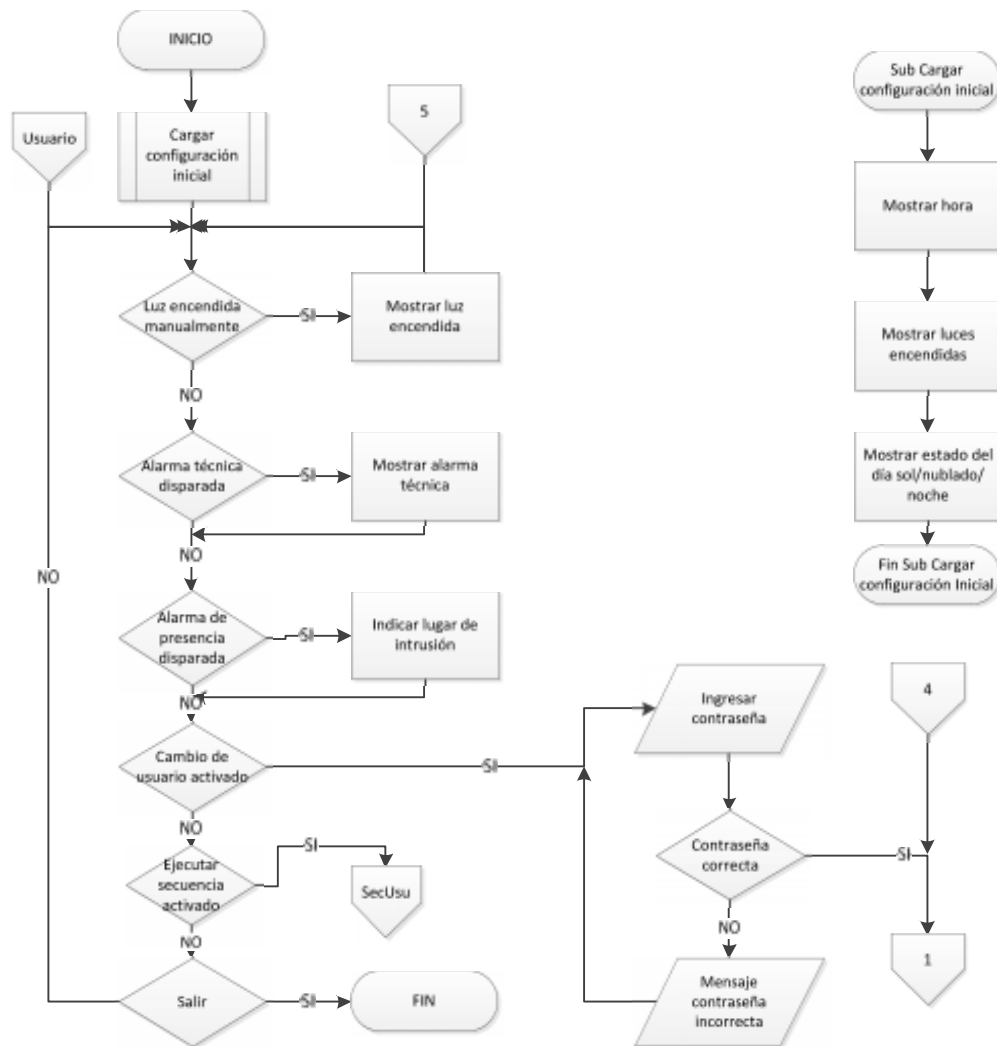 INICIO
Usuario
Cargar
configuración
inicial
5
Luz encendida
manualmente
SI
Mostrar luz
encendida
NO
Alarma técnica
disparada
SI
Mostrar alarma
técnica
NO
NO
Alarma de
presencia
disparada
SI
Indicar lugar de
intrusión
NO
Cambio de
usuario activado
SI
NO
Ejecutar
secuencia
activado
SI
SecUsu
NO
Salir
SI
FIN
Ingresar
contraseña
Contraseña
correcta
SI
NO
Mensaje
contraseña
incorrecta
4
1
Sub Cargar
configuración inicial
Mostrar hora
Mostrar luces
encendidas
Mostrar estado del
día sol/nublado/
noche
Fin Sub Cargar
configuración Inicial